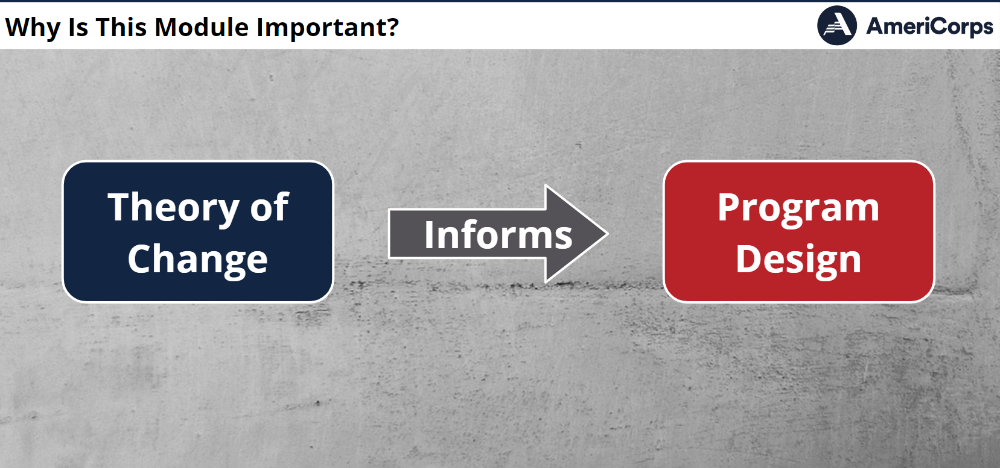 Why Is This Module Important?
AmeriCorps
Theory of
Change
Informs
Program
Design